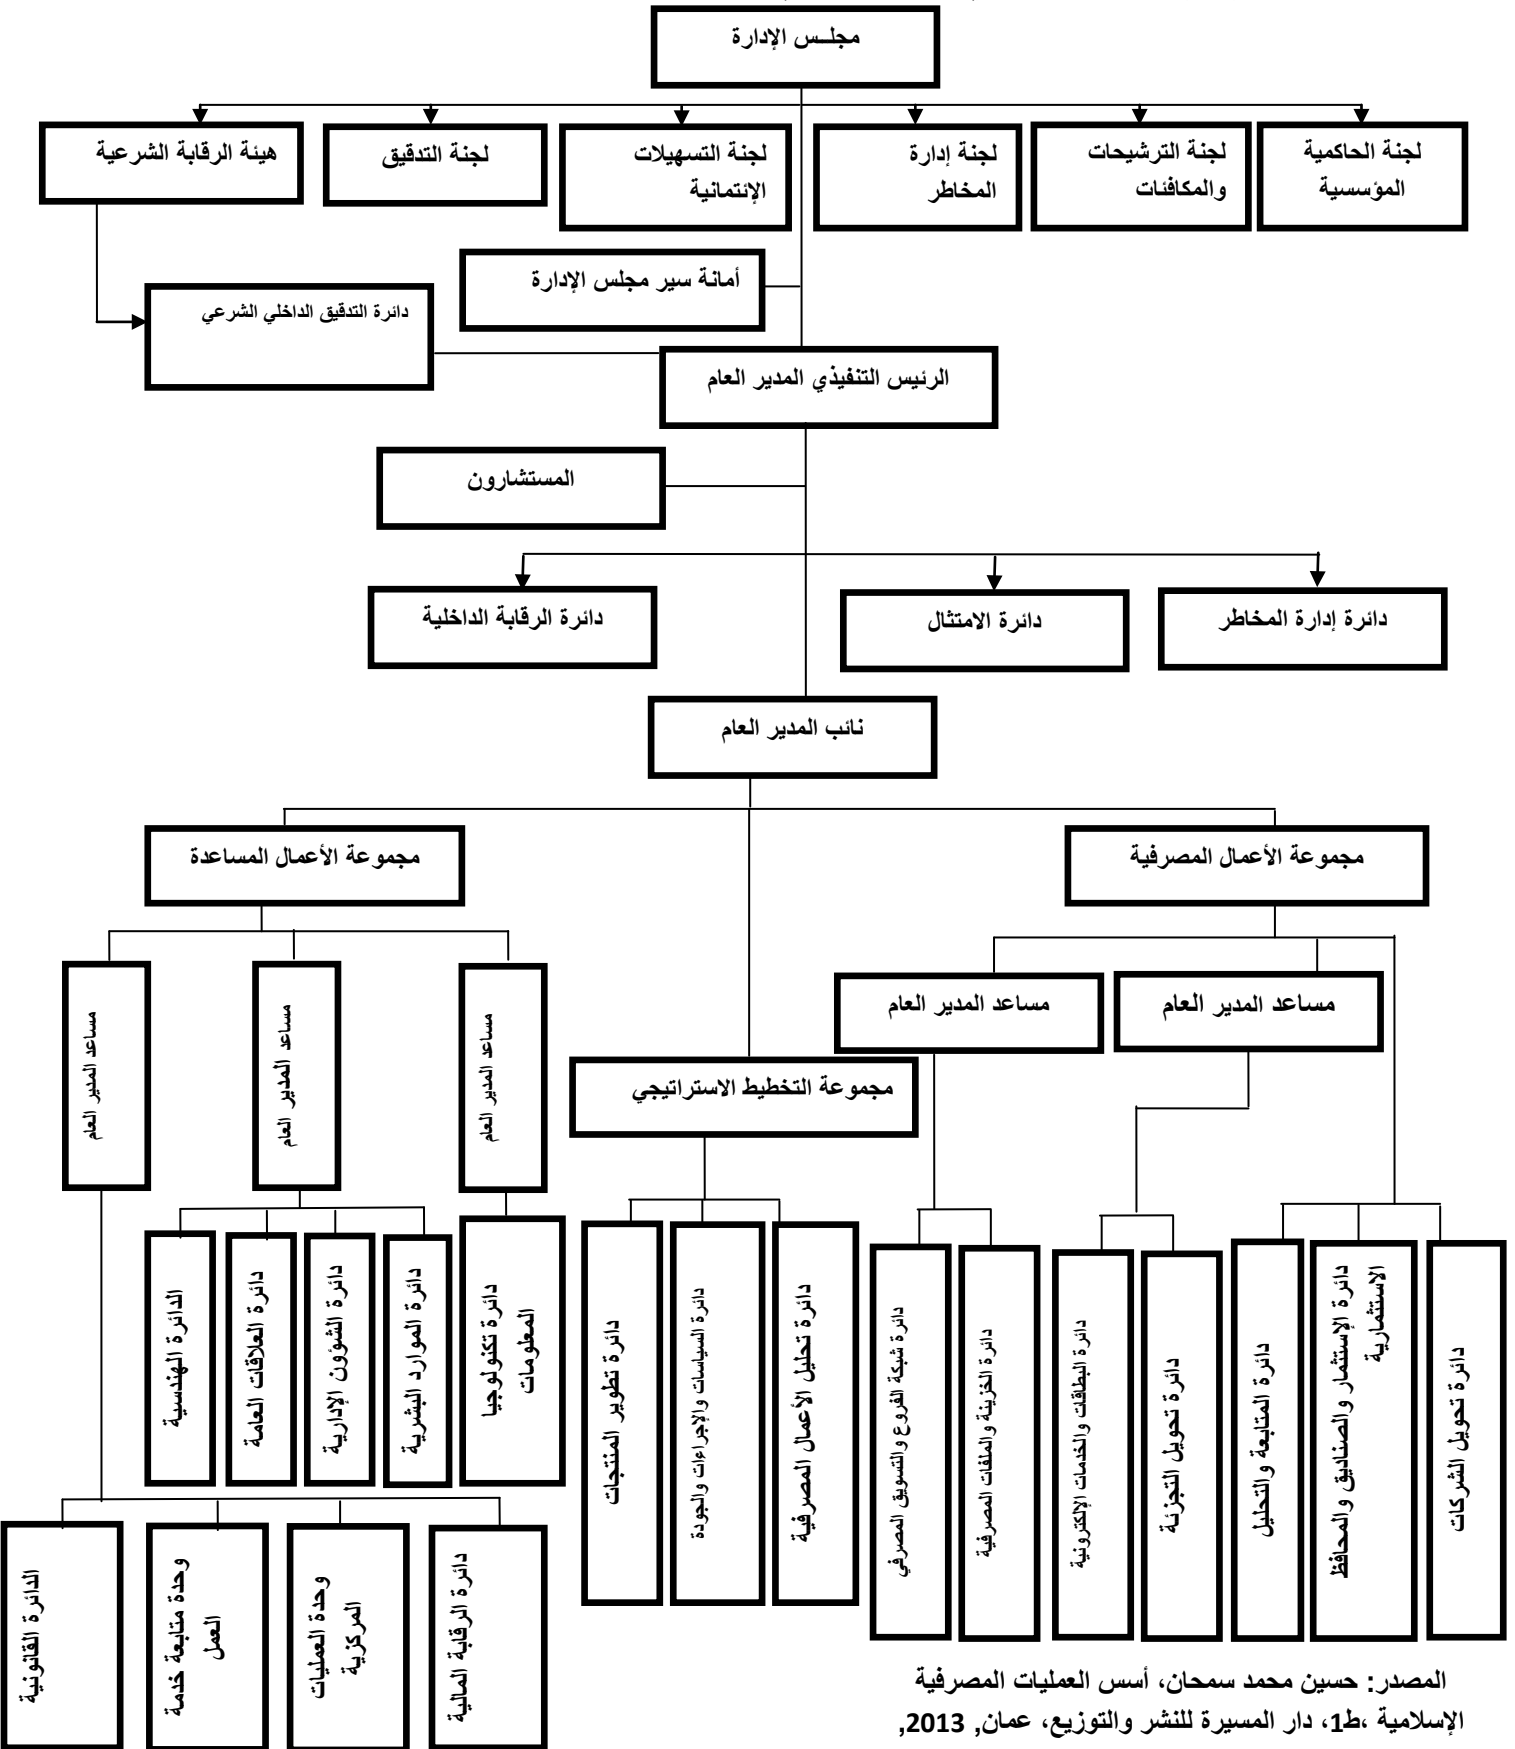 مجلـس الإدارة
لجنة الحاكمية
المؤسسية
لجنة الترشيحات
والمكافئات
لجنة إدارة
المخاطر
لجنة التسهيلات
الإئتمانية
لجنة التدقيق
هيئة الرقابة الشرعية
أمانة سير مجلس الإدارة
دائرة التدقيق الداخلي الشرعي
الرئيس التنفيذي المدير العام
المستشارون
دائرة إدارة المخاطر
دائرة الامتثال
دائرة الرقابة الداخلية
نائب المدير العام
مجموعة الأعمال المصرفية
مجموعة الأعمال المساعدة
مساعد المدير العام
مساعد المدير العام
مجموعة التخطيط الاستراتيجي
مساعد المدير العام
مساعد المدير العام
مساعد المدير العام
دائرة تحويل الشركات
دائرة الإستثمار والصناديق والمحافظ
الاستثمارية
دائرة المتابعة والتحليل
دائرة تحويل التجزئة
دائرة البطاقات والخدمات الإلكترونية
دائرة الخزينة والملفات المصرفية
دائرة شبكة الفروع والتسويق المصرفي
دائرة تحليل الأعمال المصرفية
دائرة السياسات والإجراءات والجودة
دائرة تطوير المنتجات
دائرة تكنولوجيا
المعلومات
دائرة الموارد البشرية
دائرة الشؤون الإدارية
دائرة العلاقات العامة
الدائرة الهندسية
دائرة الرقابة المالية
وحدة العمليات
المركزية
وحدة متابعة خدمة
العمل
الدائرة القانونية
المصدر: حسين محمد سمحان، أسس العمليات المصرفية
الإسلامية ،ط1، دار المسيرة للنشر والتوزيع، عمان, 2013,